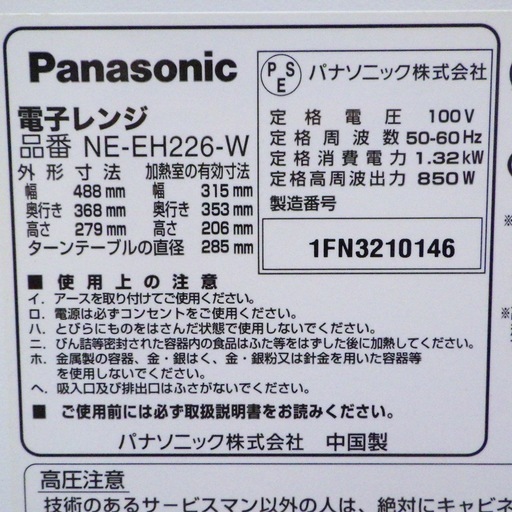 Panasonic
電子レンジ
品番 NE-EH226-W
外形寸法 加熱室の有効寸法
幅 488mm 幅 315mm
奥行き 368mm 奥行き 353mm
高さ 279mm 高さ 206mm
ターンテーブルの直径 285mm
PSE パナソニック株式会社
定格電圧 100V
定格周波数 50-60Hz
定格消費電力 1.32kW
定格高周波出力 850W
製造番号
1FN3210146
■ 使用上の注意
イ. アースを取り付けてご使用ください。
ロ. 電源は必ずコンセントをご使用ください。
ハ. とびらにものをはさんだ状態で使用しないでください。
ニ. びん詰等密封された容器内の食品はふた等をはずした後に加熱してください。
ホ. 金属製の容器、金・銀はく、金・銀粉又は針金を用いた容器等
を使用しないでください。
ヘ. 吸入口及び排出口はふさがないでください。
■ ご使用前には必ず取扱説明書をお読みください。
パナソニック株式会社 中国製
高圧注意
技術のあるサービスマン以外の人は、絶対にキャビネ